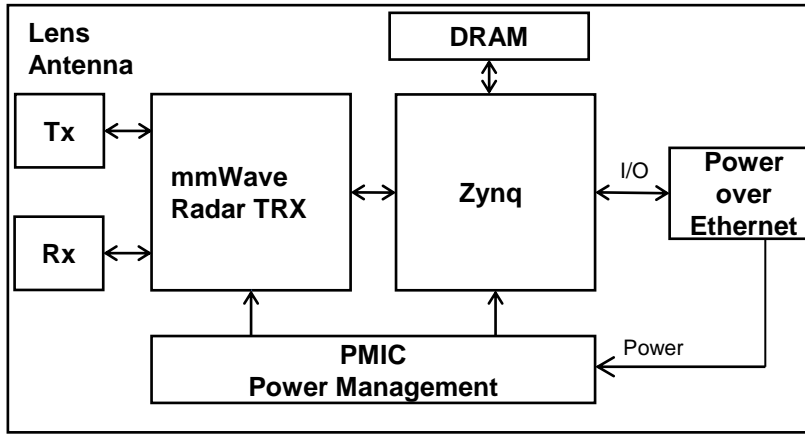 Lens
Antenna
DRAM
Tx
mmWave
Radar TRX
Zynq
I/O
Power
over
Ethernet
Rx
PMIC
Power Management
Power